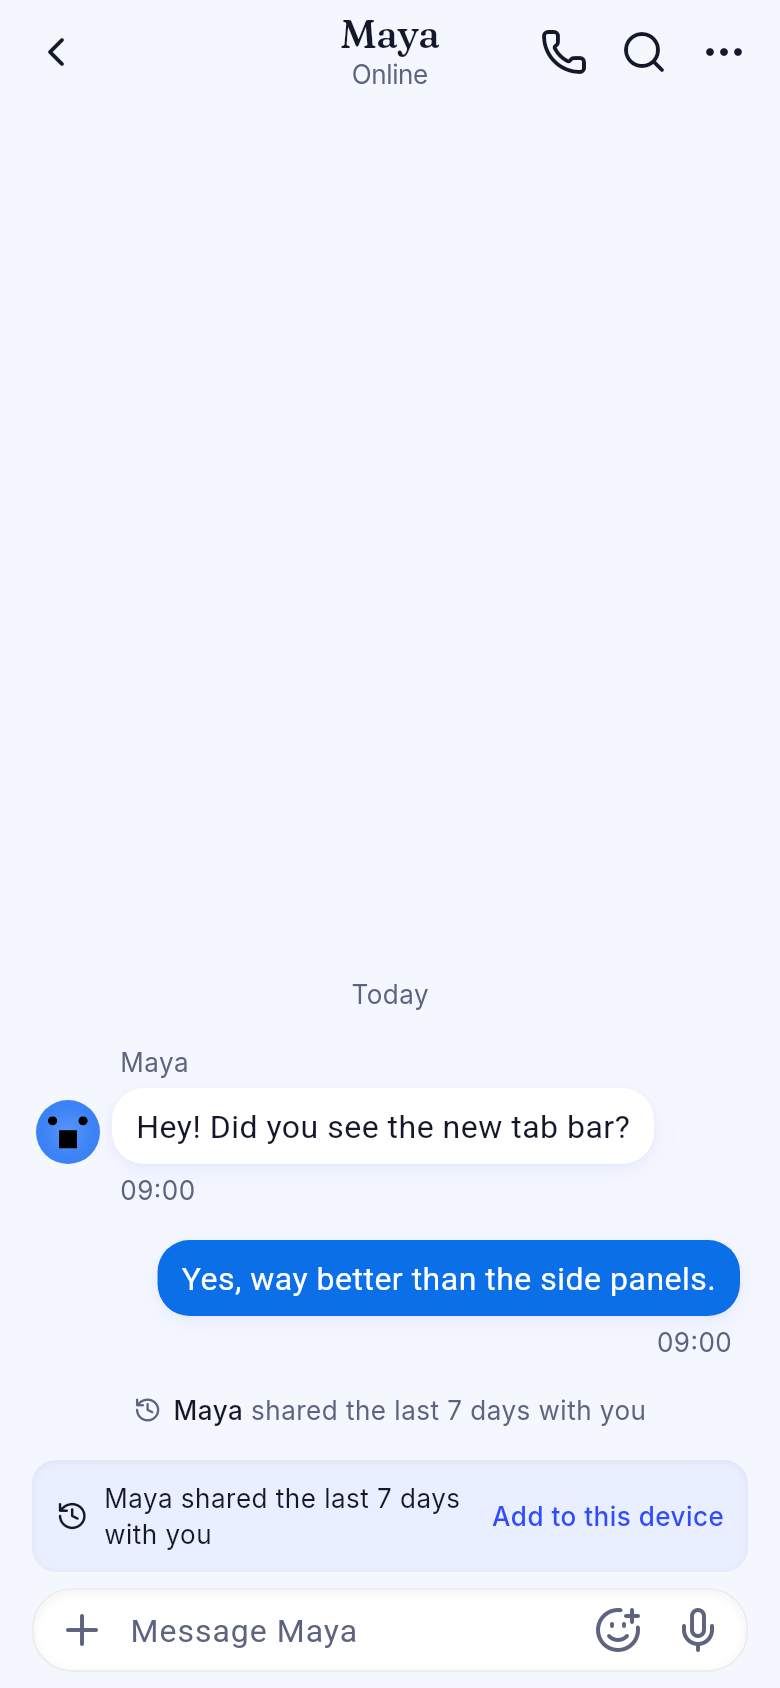 Maya
Online
Today
Maya
Hey! Did you see the new tab bar?
09:00
Yes, way better than the side panels.
09:00
Maya shared the last 7 days with you
Maya shared the last 7 days
with you
Add to this device
Message Maya